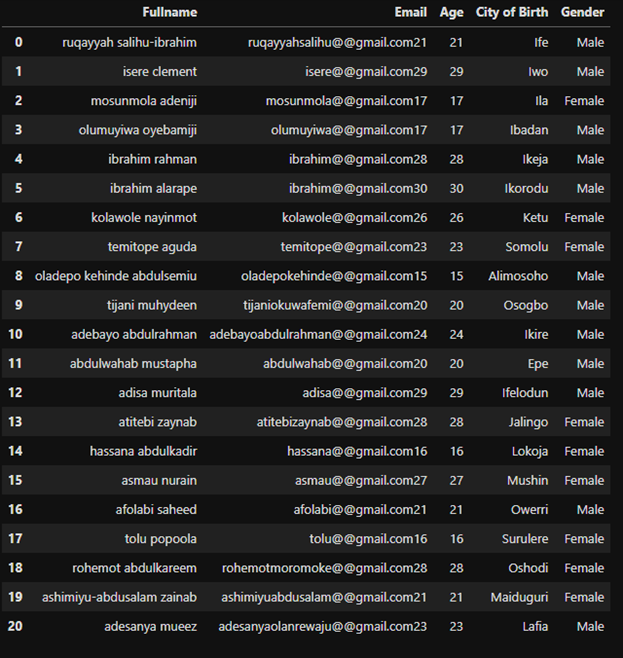 Fullname Email Age City of Birth Gender
0 ruqayyah salihu-ibrahim ruqayyahsalihu@@gmail.com21 21 Ife Male
1 isere clement isere@@gmail.com29 29 Iwo Male
2 mosunmola adeniji mosunmola@@gmail.com17 17 Ila Female
3 olumuyiwa oyebamiji olumuyiwa@@gmail.com17 17 Ibadan Male
4 ibrahim rahman ibrahim@@gmail.com28 28 Ikeja Male
5 ibrahim alarape ibrahim@@gmail.com30 30 Ikorodu Male
6 kolawole nayinmot kolawole@@gmail.com26 26 Ketu Female
7 temitope aguda temitope@@gmail.com23 23 Somolu Female
8 oladepo kehinde abdulsemiu oladepokehinde@@gmail.com15 15 Alimosoho Male
9 tijani muhydeen tijaniokuwafemi@@gmail.com20 20 Osogbo Male
10 adebayo abdulrahman adebayoabdulrahman@@gmail.com24 24 Ikire Male
11 abdulwahab mustapha abdulwahab@@gmail.com20 20 Epe Male
12 adisa muritala adisa@@gmail.com29 29 Ifelodun Male
13 atitebi zaynab atitebizaynab@@gmail.com28 28 Jalingo Female
14 hassana abdulkadir hassana@@gmail.com16 16 Lokoja Female
15 asmau nurain asmau@@gmail.com27 27 Mushin Female
16 afolabi saheed afolabi@@gmail.com21 21 Owerri Male
17 tolu popoola tolu@@gmail.com16 16 Surulere Female
18 rohemot abdulkareem rohemotmoromoke@@gmail.com28 28 Oshodi Female
19 ashimiyu-abdusalam zainab ashimiyuabdusalam@@gmail.com21 21 Maiduguri Female
20 adesanya mueez adesanyaolanrewaju@@gmail.com23 23 Lafia Male